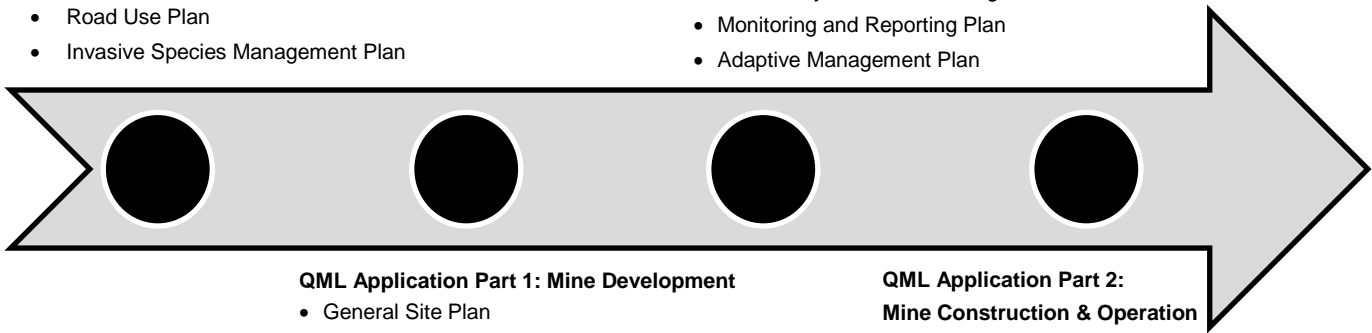 • Road Use Plan
• Invasive Species Management Plan
• Monitoring and Reporting Plan
• Adaptive Management Plan
QML Application Part 1: Mine Development
• General Site Plan
QML Application Part 2:
Mine Construction & Operation